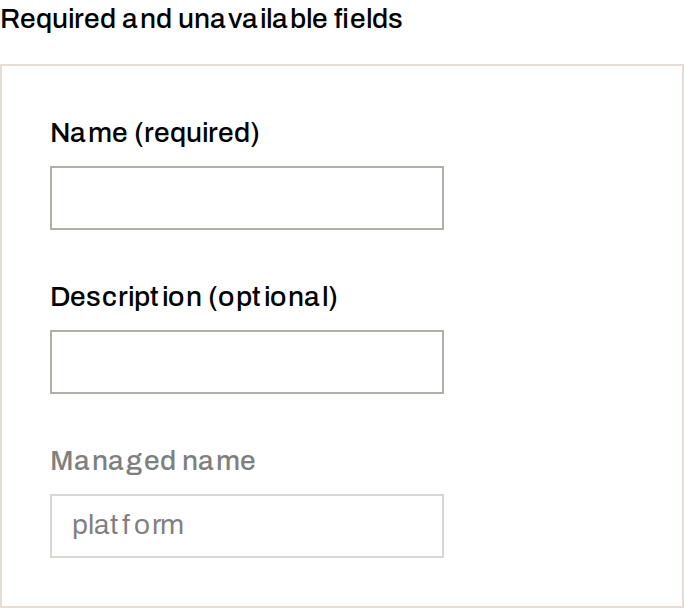 Required and unavailable fields
Name (required)
Description (optional)
Managed name
platform